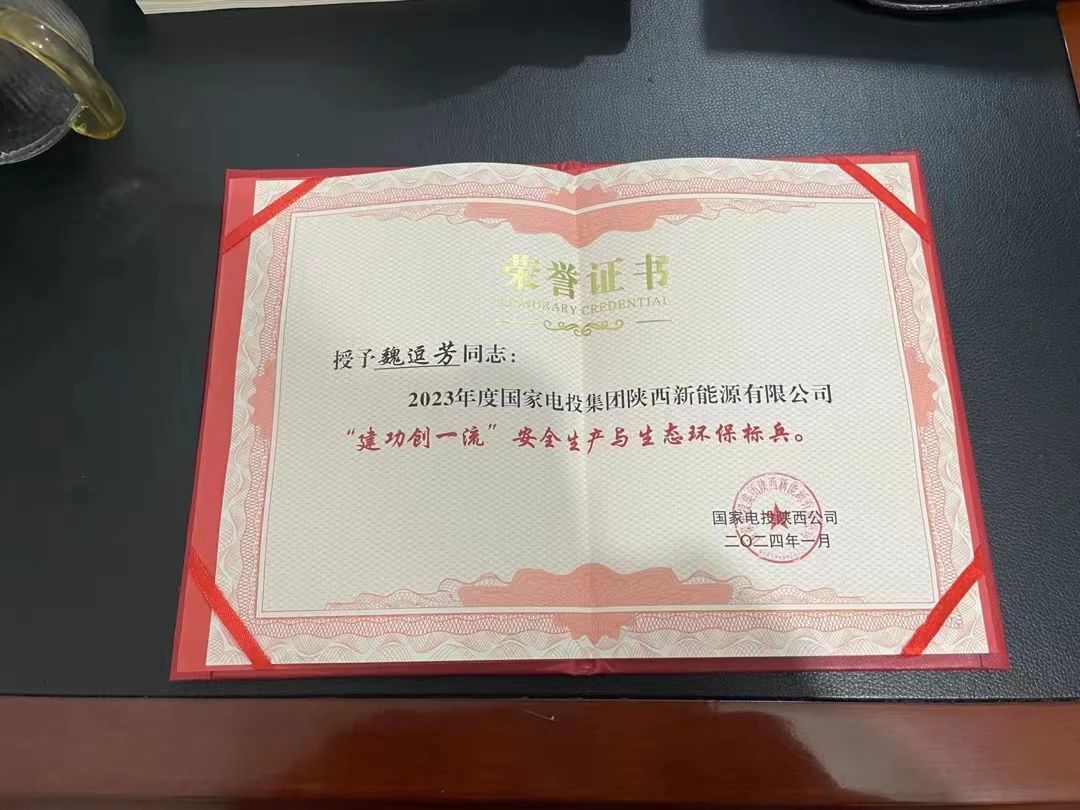 荣誉证书
HONORARY CREDENTIAL
授予魏逗芳同志：
2023年度国家电投集团陕西新能源有限公司
“建功创一流”安全生产与生态环保标兵。
国家电投陕西公司
二〇二四年一月